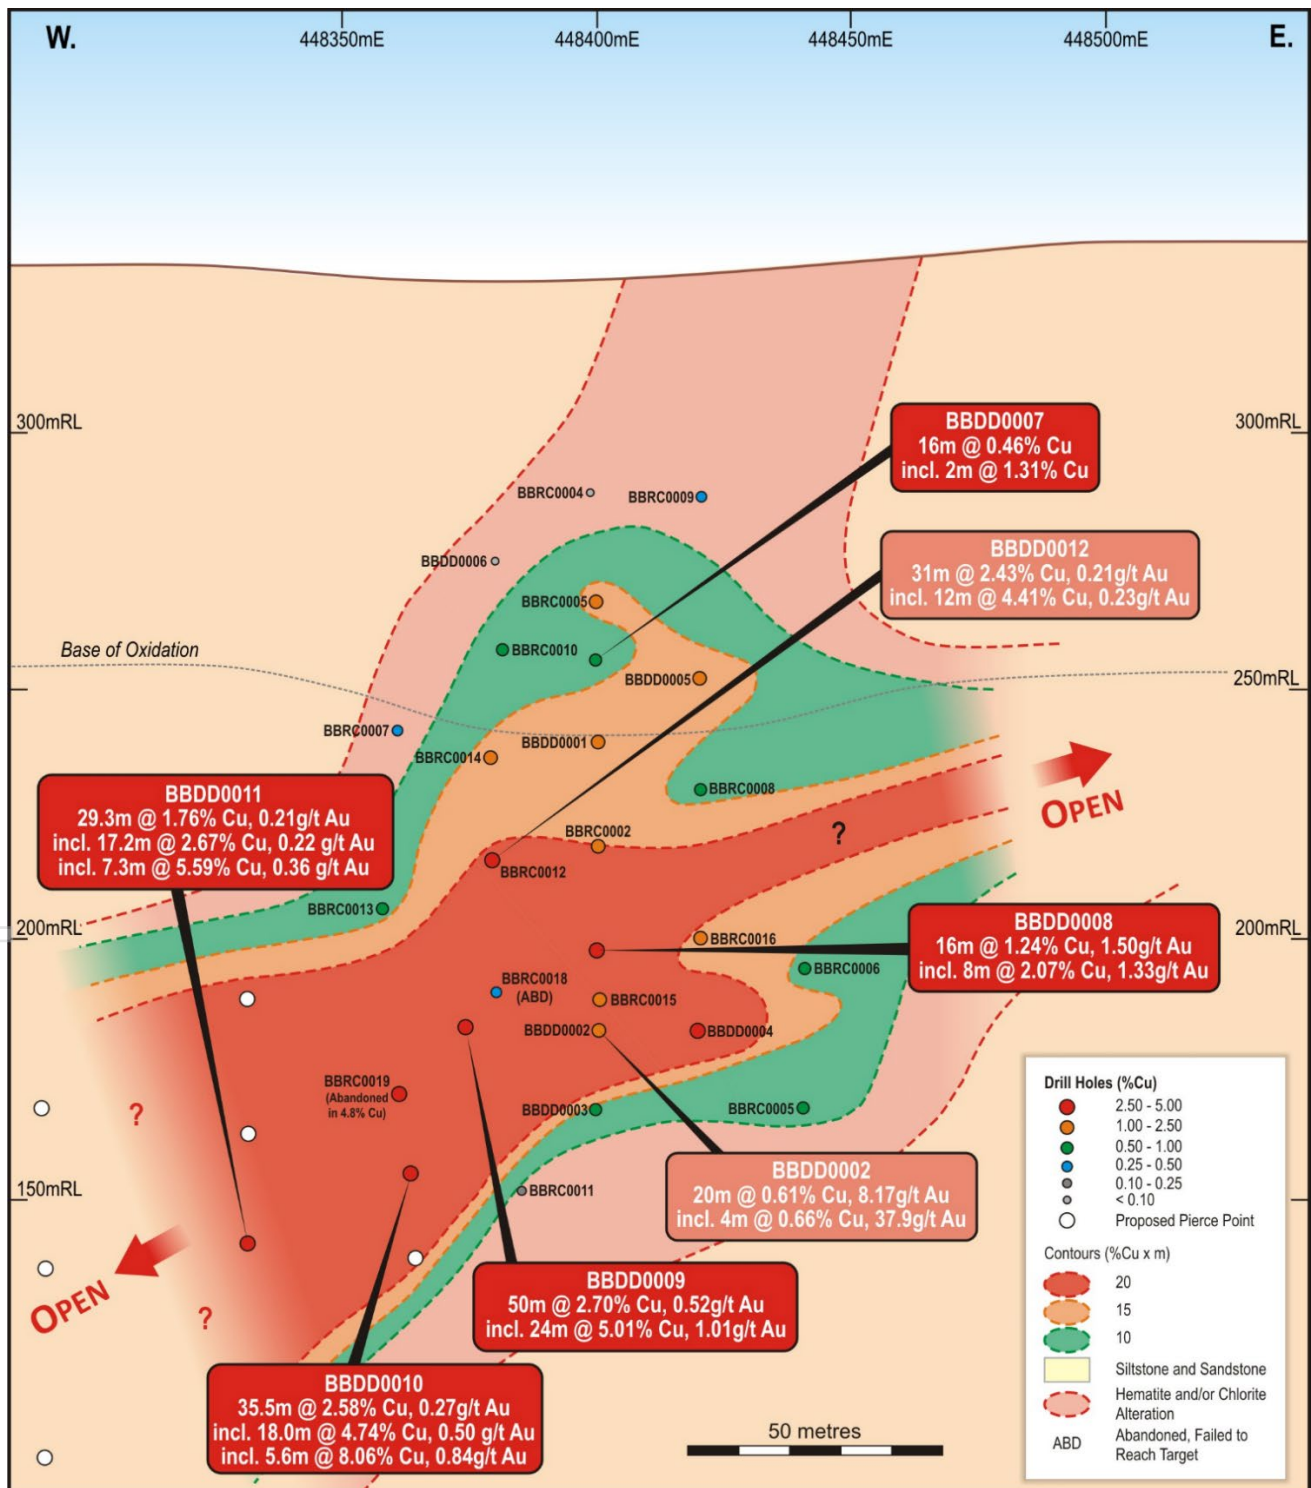 W.
448350mE
448400mE
448450mE
448500mE
E.
300mRL
300mRL
BBDD0007
16m @ 0.46% Cu
incl. 2m @ 1.31% Cu
BBRC0004
BBRC0009
BBDD0006
BBDD0012
31m @ 2.43% Cu, 0.21g/t Au
incl. 12m @ 4.41% Cu, 0.23g/t Au
BBRC0005
Base of Oxidation
BBRC0010
BBDD0005
250mRL
BBRC0007
BBRC0014
BBDD0001
BBRC0008
OPEN
BBDD0011
29.3m @ 1.76% Cu, 0.21g/t Au
incl. 17.2m @ 2.67% Cu, 0.22 g/t Au
incl. 7.3m @ 5.59% Cu, 0.36 g/t Au
BBRC0002
?
BBRC0012
BBRC0013
200mRL
BBRC0016
BBDD0008
16m @ 1.24% Cu, 1.50g/t Au
incl. 8m @ 2.07% Cu, 1.33g/t Au
200mRL
BBRC0006
BBRC0018
(ABD)
BBRC0015
BBDD0002
BBDD0004
BBRC0019
(Abandoned
in 4.8% Cu)
?
BBDD0003
BBRC0005
150mRL
BBRC0011
BBDD0002
20m @ 0.61% Cu, 8.17g/t Au
incl. 4m @ 0.66% Cu, 37.9g/t Au
OPEN
?
BBDD0009
50m @ 2.70% Cu, 0.52g/t Au
incl. 24m @ 5.01% Cu, 1.01g/t Au
BBDD0010
35.5m @ 2.58% Cu, 0.27g/t Au
incl. 18.0m @ 4.74% Cu, 0.50 g/t Au
incl. 5.6m @ 8.06% Cu, 0.84g/t Au
50 metres
Drill Holes (%Cu)
2.50 - 5.00
1.00 - 2.50
0.50 - 1.00
0.25 - 0.50
0.10 - 0.25
< 0.10
Proposed Pierce Point
Contours (%Cu x m)
20
15
10
Siltstone and Sandstone
Hematite and/or Chlorite
Alteration
ABD Abandoned, Failed to
Reach Target